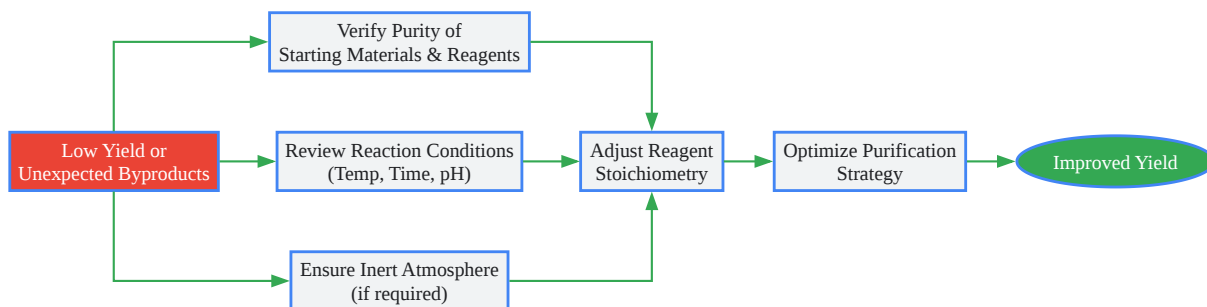 Verify Purity of
Starting Materials & Reagents
Low Yield or
Unexpected Byproducts
Review Reaction Conditions
(Temp, Time, pH)
Adjust Reagent
Stoichiometry
Optimize Purification
Strategy
Improved Yield
Ensure Inert Atmosphere
(if required)